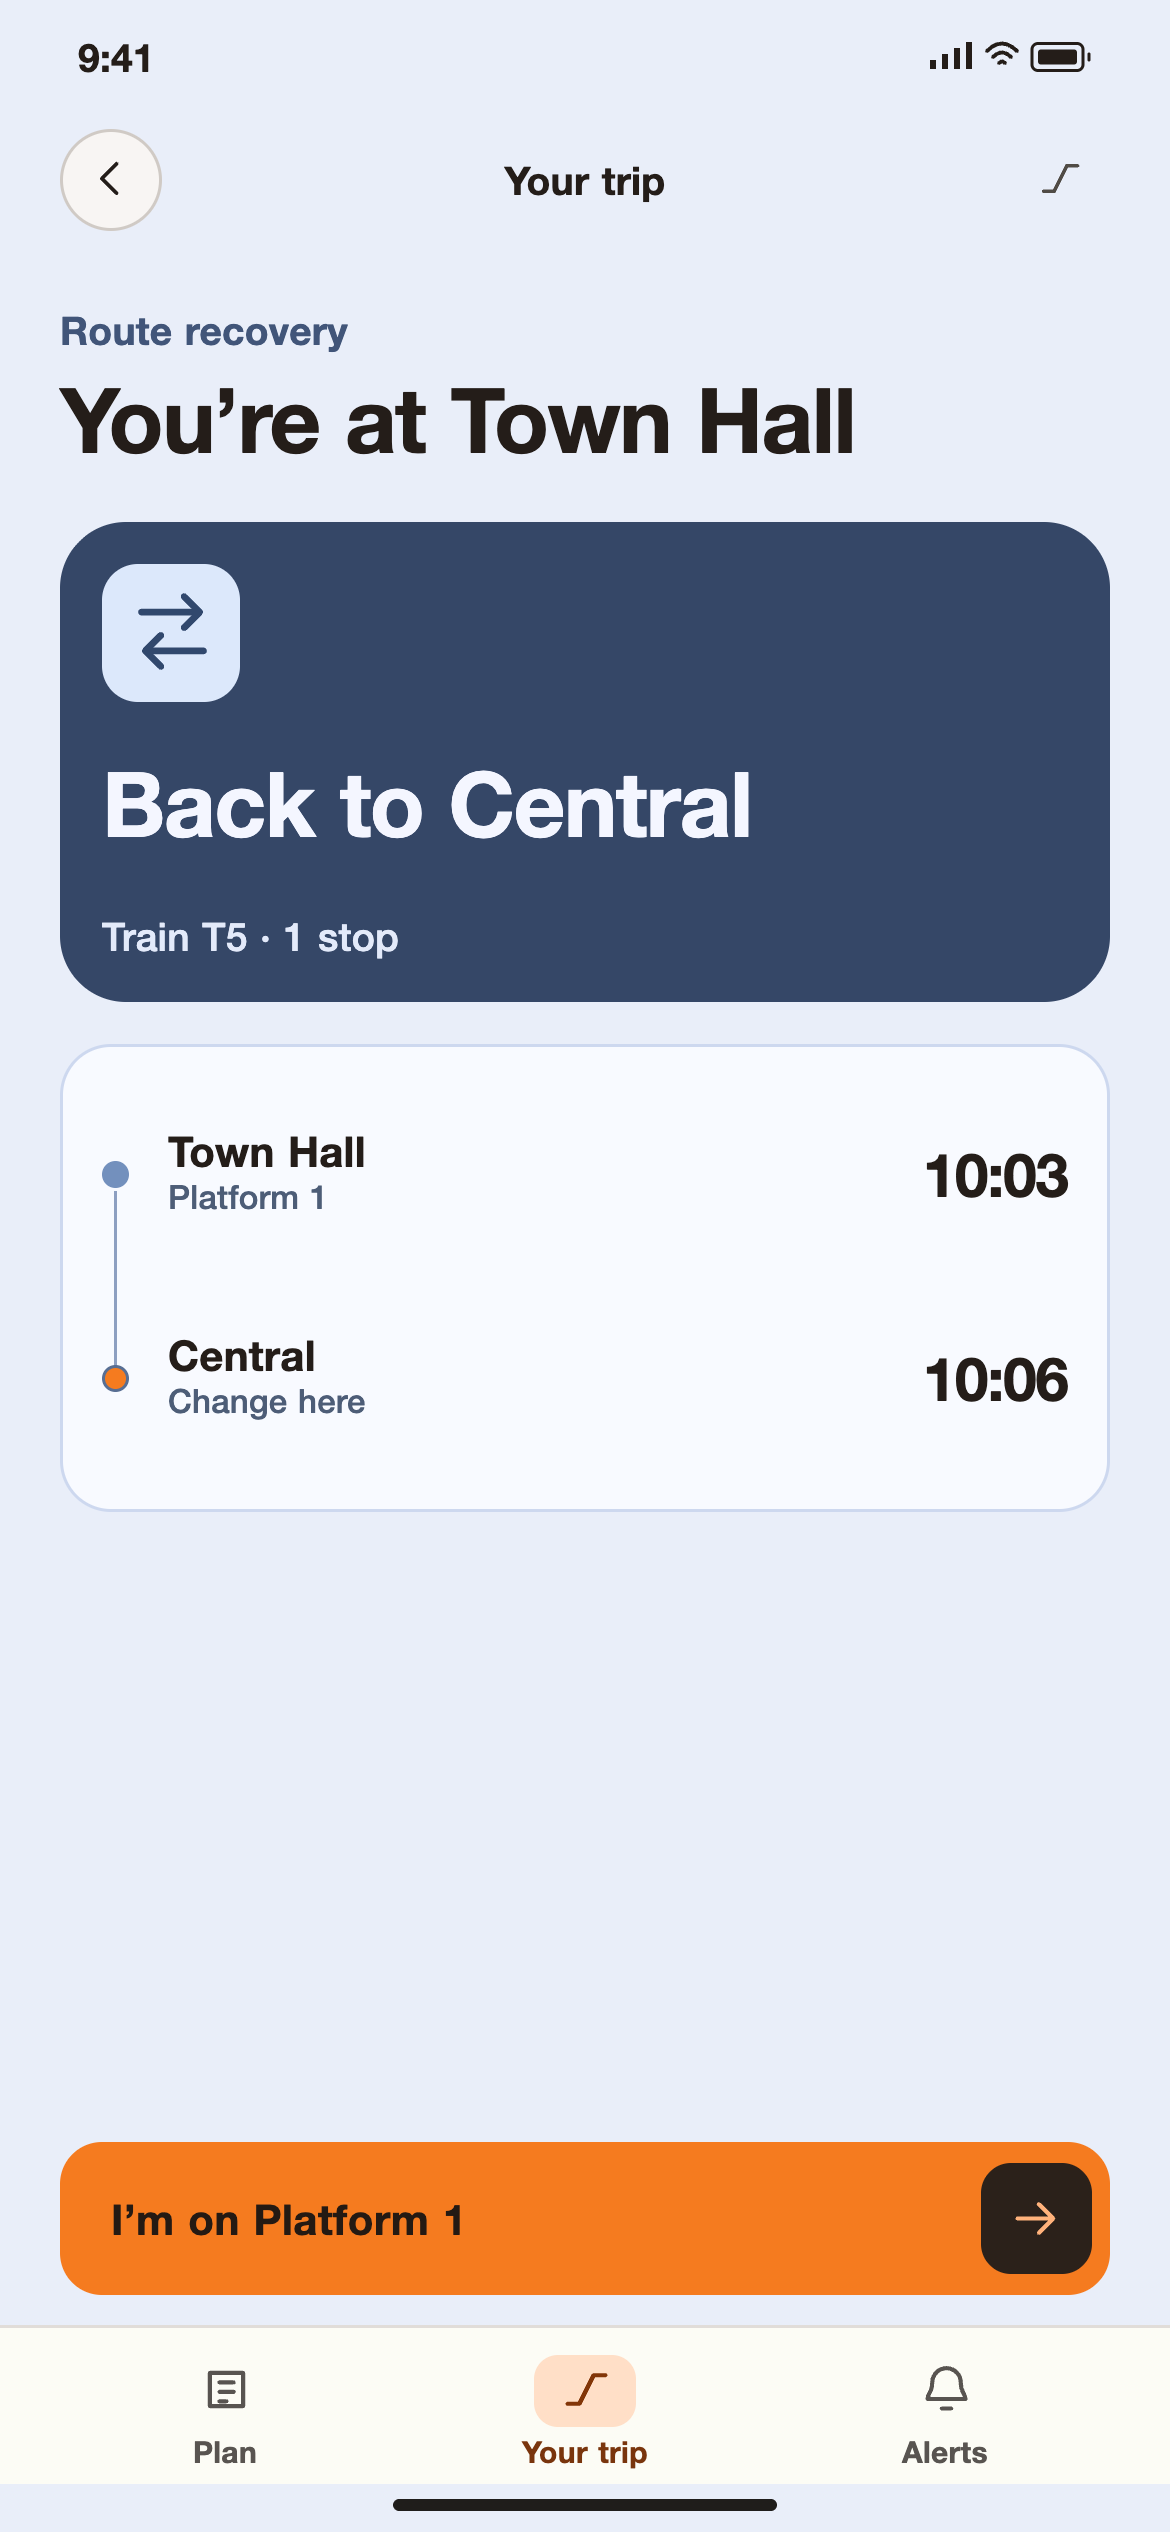 9:41
Your trip
Route recovery
You’re at Town Hall
Back to Central
Train T5 · 1 stop
Town Hall
Platform 1
10:03
Central
Change here
10:06
I’m on Platform 1
Plan
Your trip
Alerts